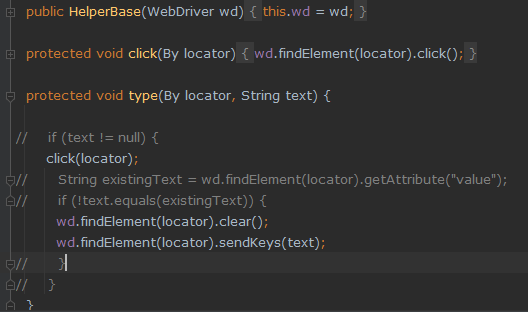 public HelperBase(WebDriver wd) { this.wd = wd; }
protected void click(By locator) { wd.findElement(locator).click(); }
protected void type(By locator, String text) {
//   if (text != null) {
click(locator);
//     String existingText = wd.findElement(locator).getAttribute("value");
//     if (!text.equals(existingText)) {
wd.findElement(locator).clear();
wd.findElement(locator).sendKeys(text);
//     }
//   }
}